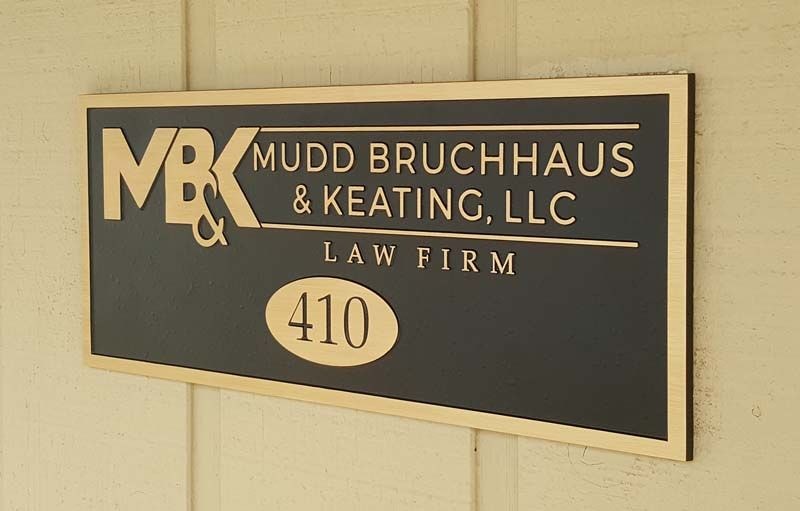 MB&K
MUDD BRUCHHAUS
& KEATING, LLC
LAW FIRM
410